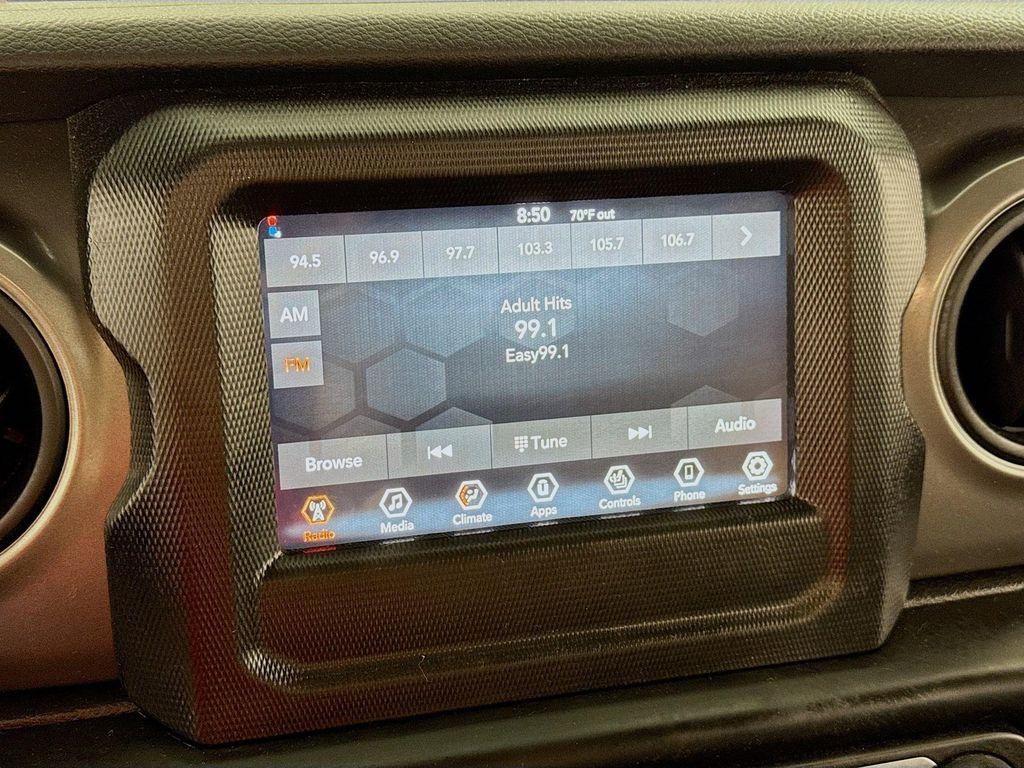 8:50 70°F out
94.5 96.9 97.7 103.3 105.7 106.7
AM
Adult Hits
99.1
Easy99.1
FM
Browse Tune Audio
Radio Media Climate Apps Controls Phone Settings